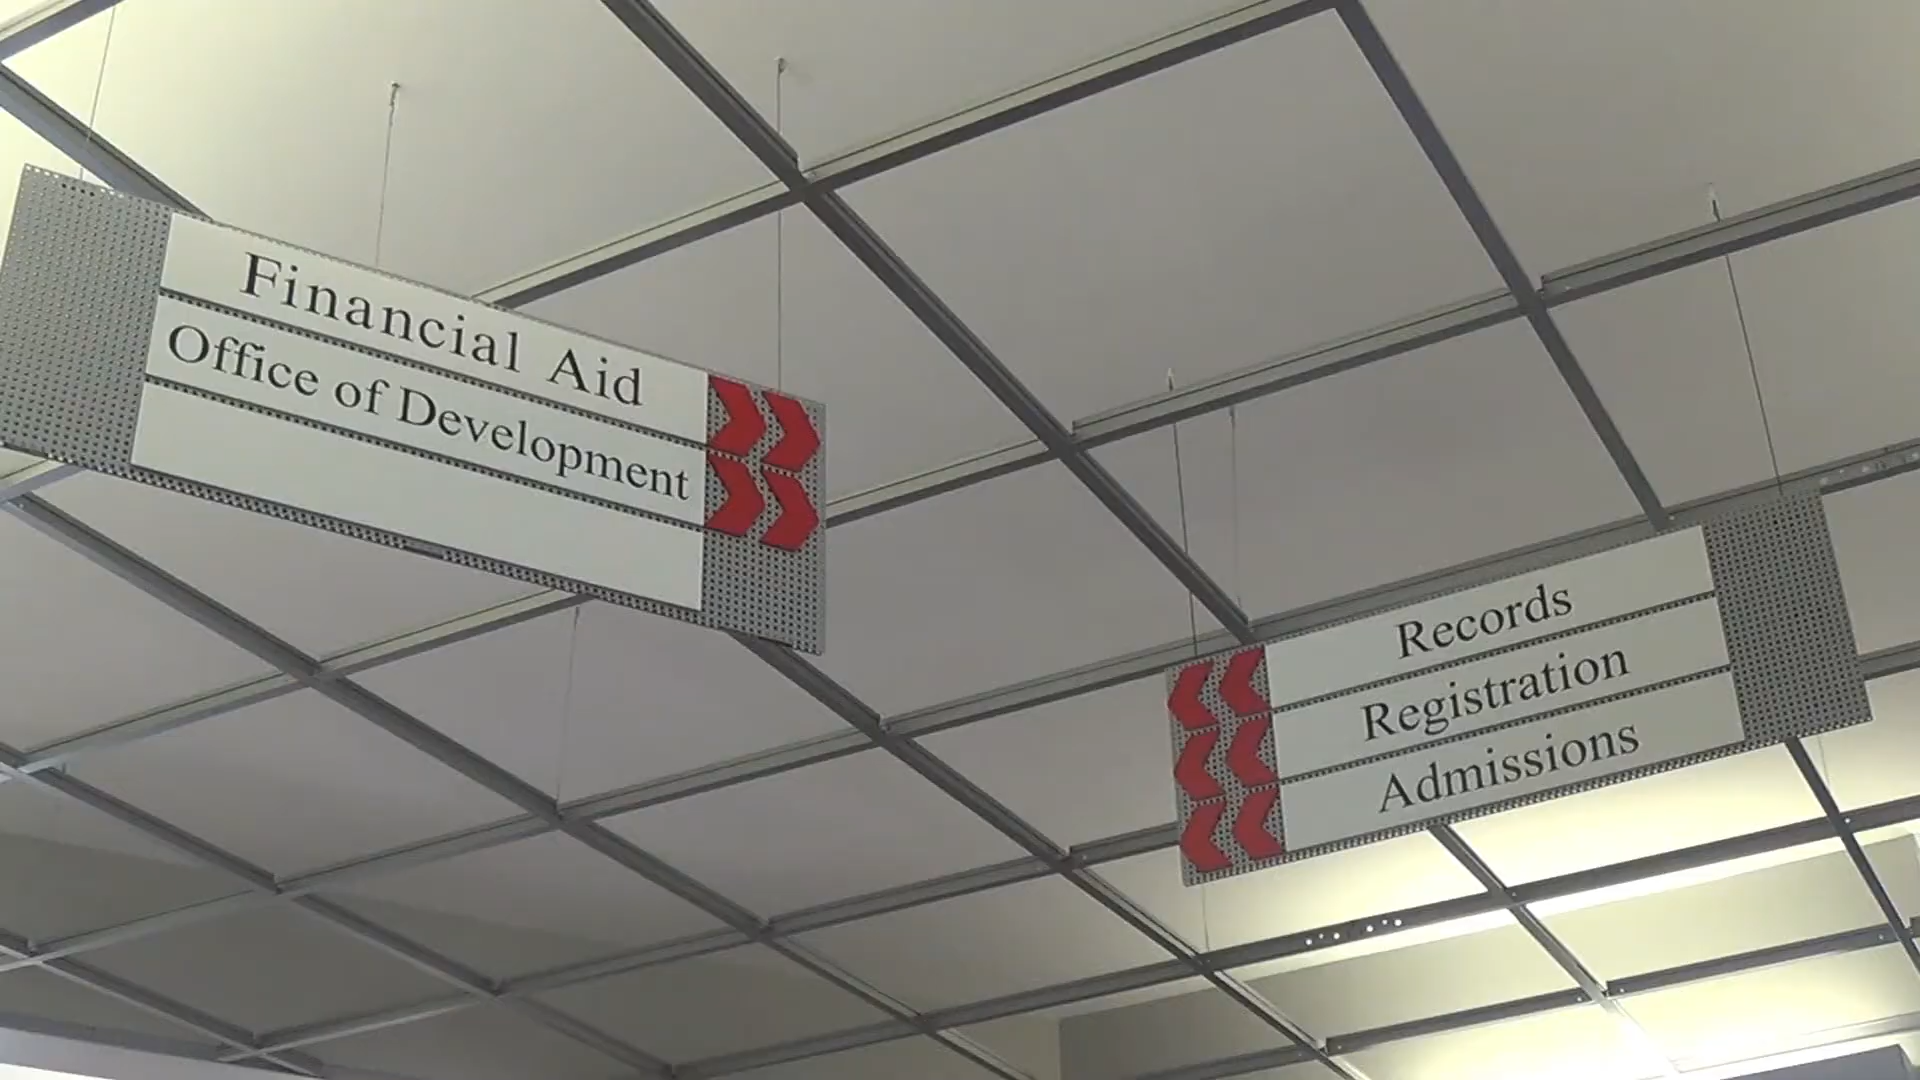 Financial Aid
Office of Development
Records
Registration
Admissions